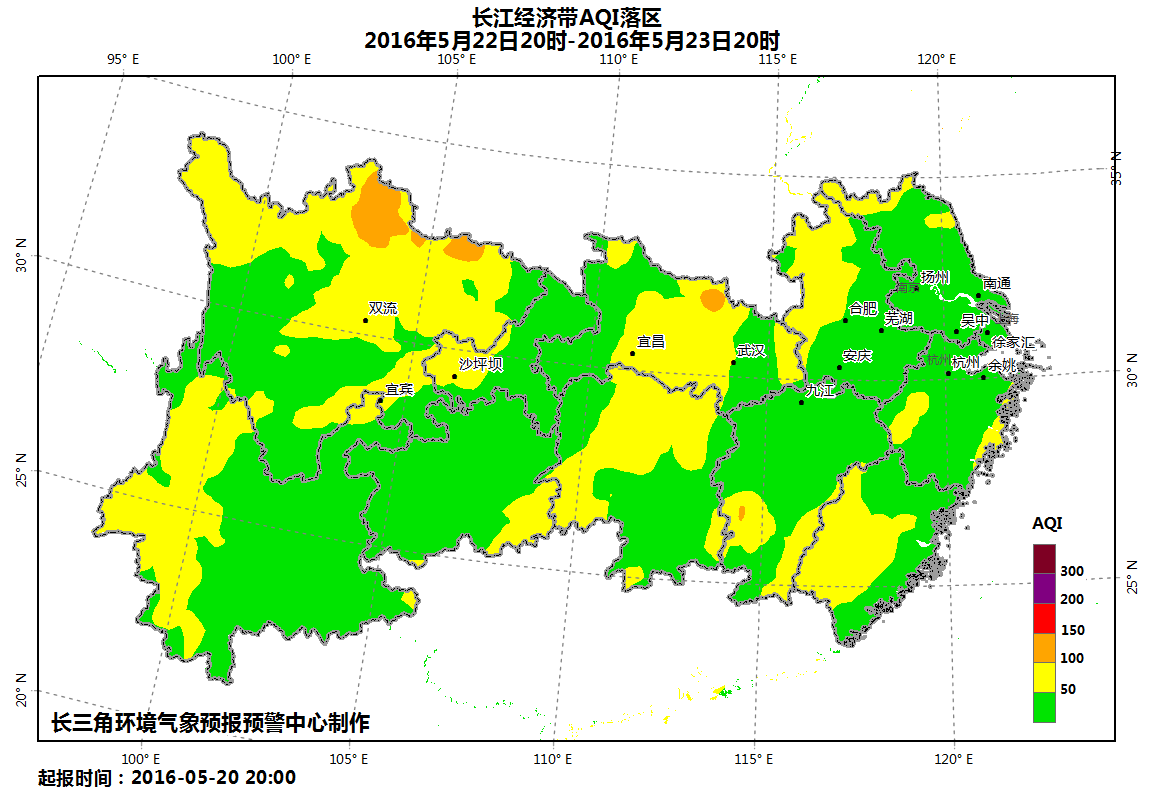 长江经济带AQI落区
2016年5月22日20时-2016年5月23日20时
95° E 100° E 105° E 110° E 115° E 120° E
35° N
30° N
扬州
南京
南通
双流
合肥
芜湖
吴中
海
宜昌
徐家汇
武汉
安庆
杭州
杭州
余姚
30° N
沙坪坝
宜宾
九江
25° N
AQI
300
200
150
100
50
25° N
20° N
长三角环境气象预报预警中心制作
100° E 105° E 110° E 115° E 120° E
起报时间：2016-05-20 20:00